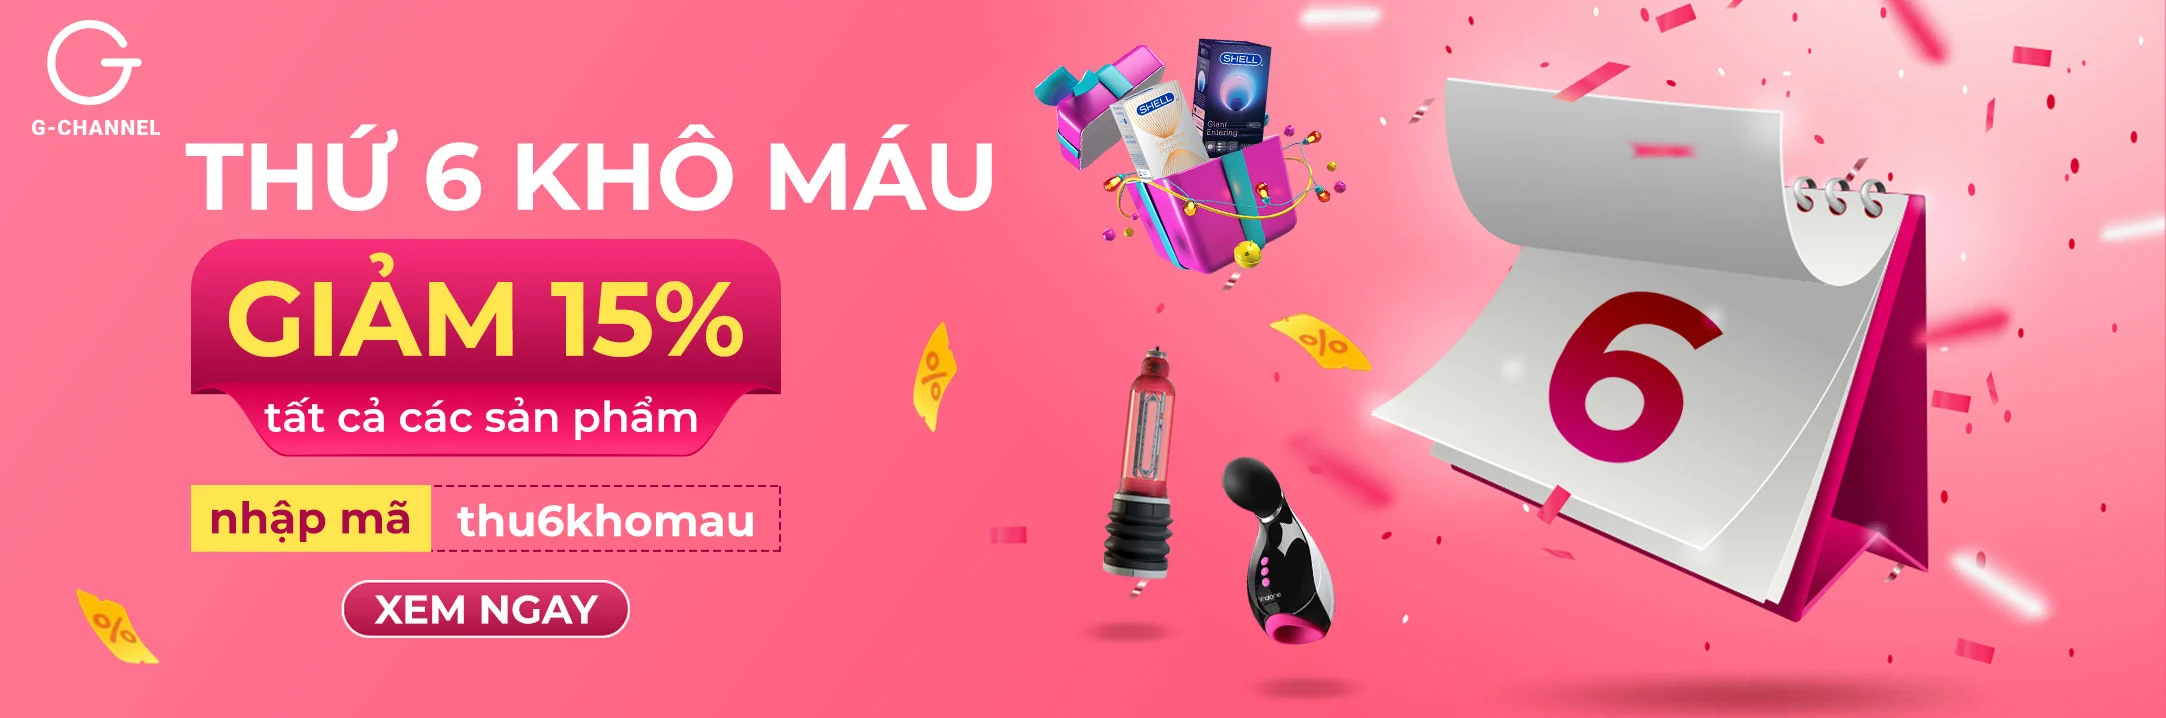 G-CHANNEL
THỨ 6 KHÔ MÁU
GIẢM 15%
tất cả các sản phẩm
nhập mã
thu6khomau
XEM NGAY
SHELL
SHELL
Giant
Entering
%
%
%
6